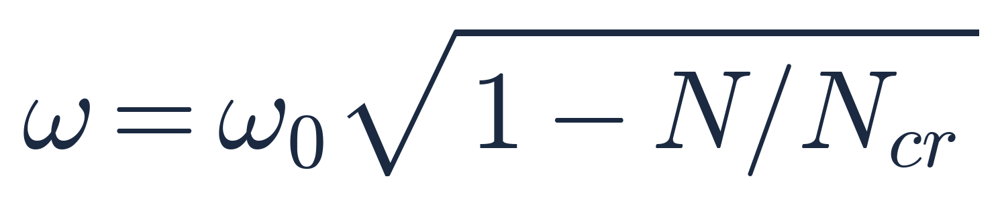 ω = ω₀ √(1 − N/N_cr)